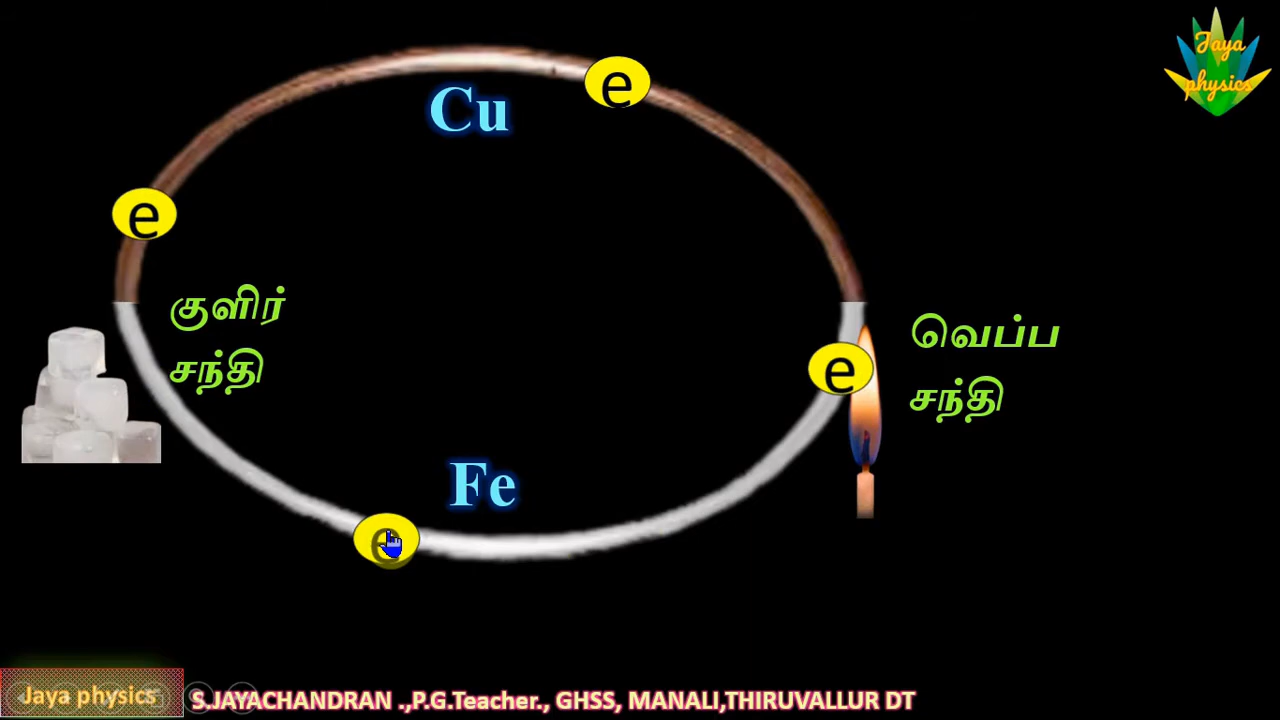 Jaya
physics
e
Cu
e
குளிர்
சந்தி
வெப்ப
சந்தி
e
Fe
e
Jaya physics
S.JAYACHANDRAN .,P.G.Teacher., GHSS, MANALI,THIRUVALLUR DT